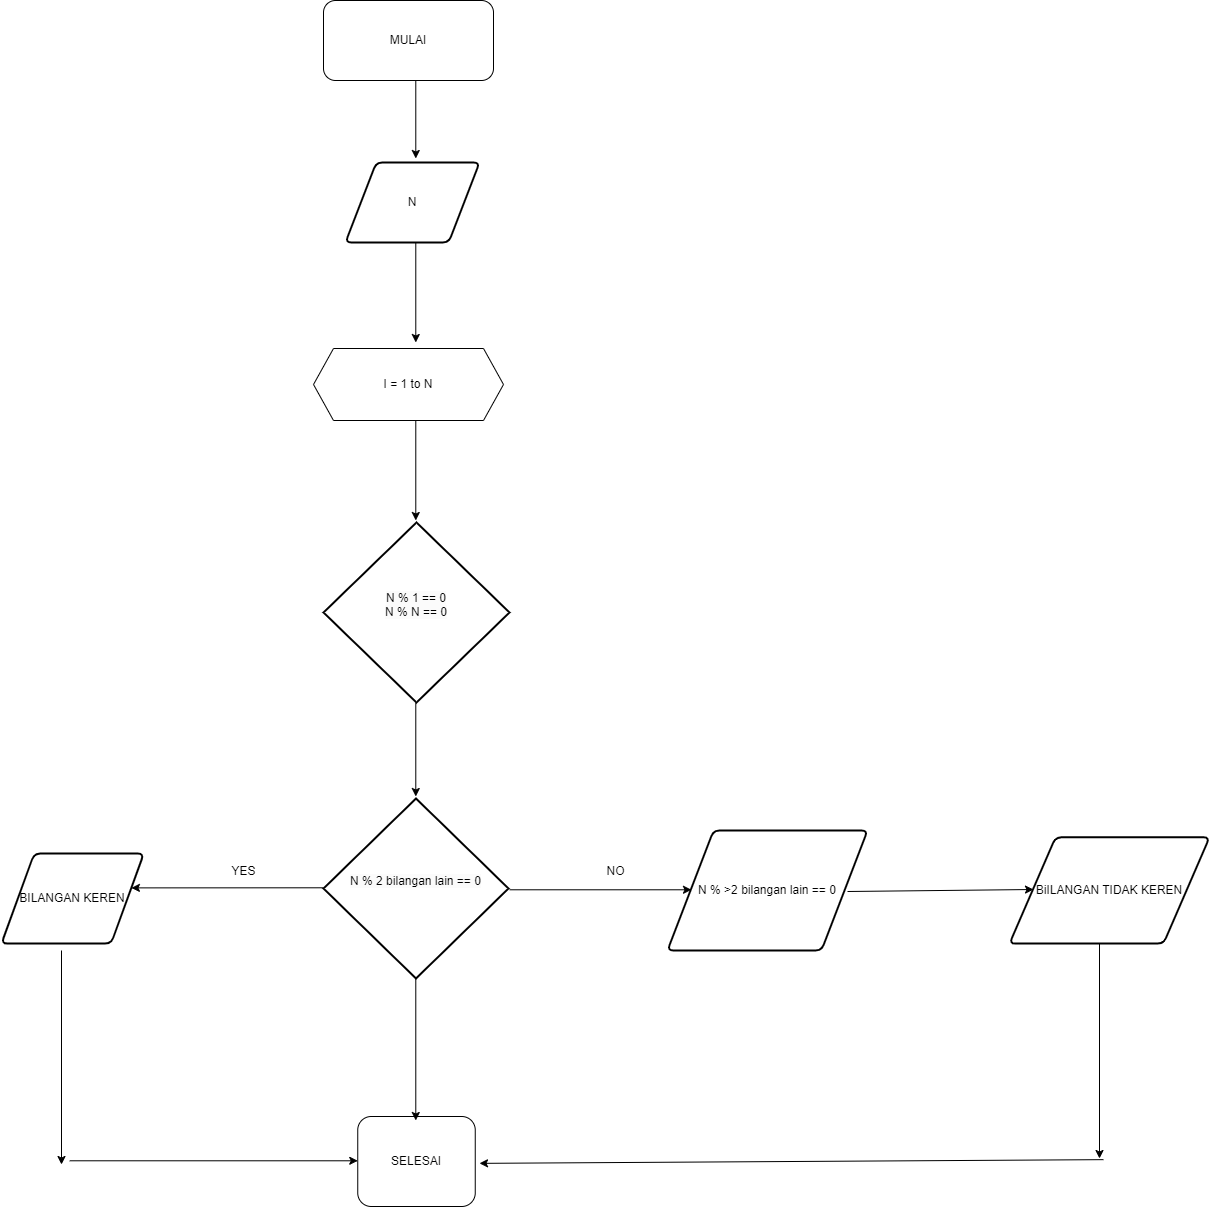 MULAI
N
I = 1 to N
N % 1 == 0
N % N == 0
N % 2 bilangan lain == 0
YES
NO
BILANGAN KEREN
N % >2 bilangan lain == 0
BiILANGAN TIDAK KEREN
SELESAI